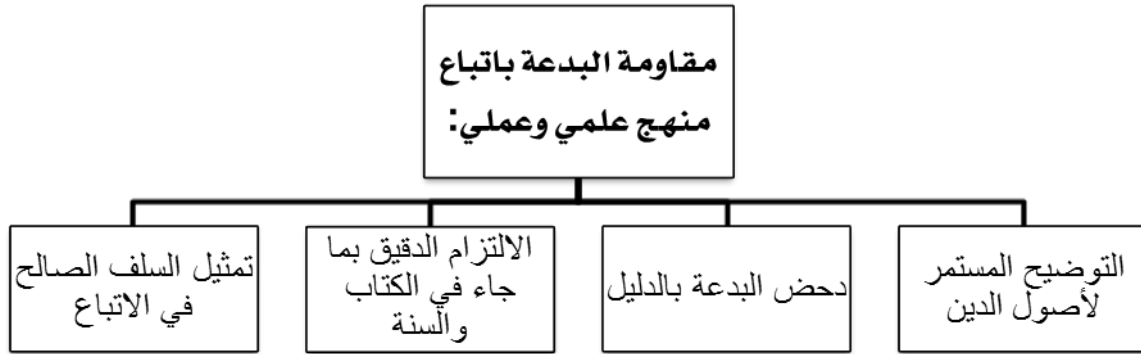 مقاومة البدعة باتباع
منهج علمي وعملي:
التوضيح المستمر
لأصول الدين
دحض البدعة بالدليل
الالتزام الدقيق بما
جاء في الكتاب
والسنة
تمثيل السلف الصالح
في الاتباع